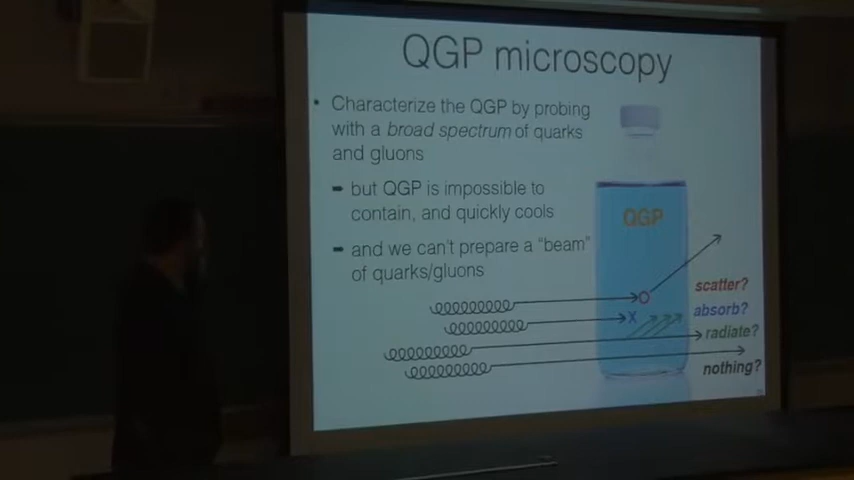 QGP microscopy
• Characterize the QGP by probing
with a broad spectrum of quarks
and gluons
- but QGP is impossible to
contain, and quickly cools
- and we can't prepare a "beam"
of quarks/gluons
QGP
scatter?
X absorb?
radiate?
nothing?